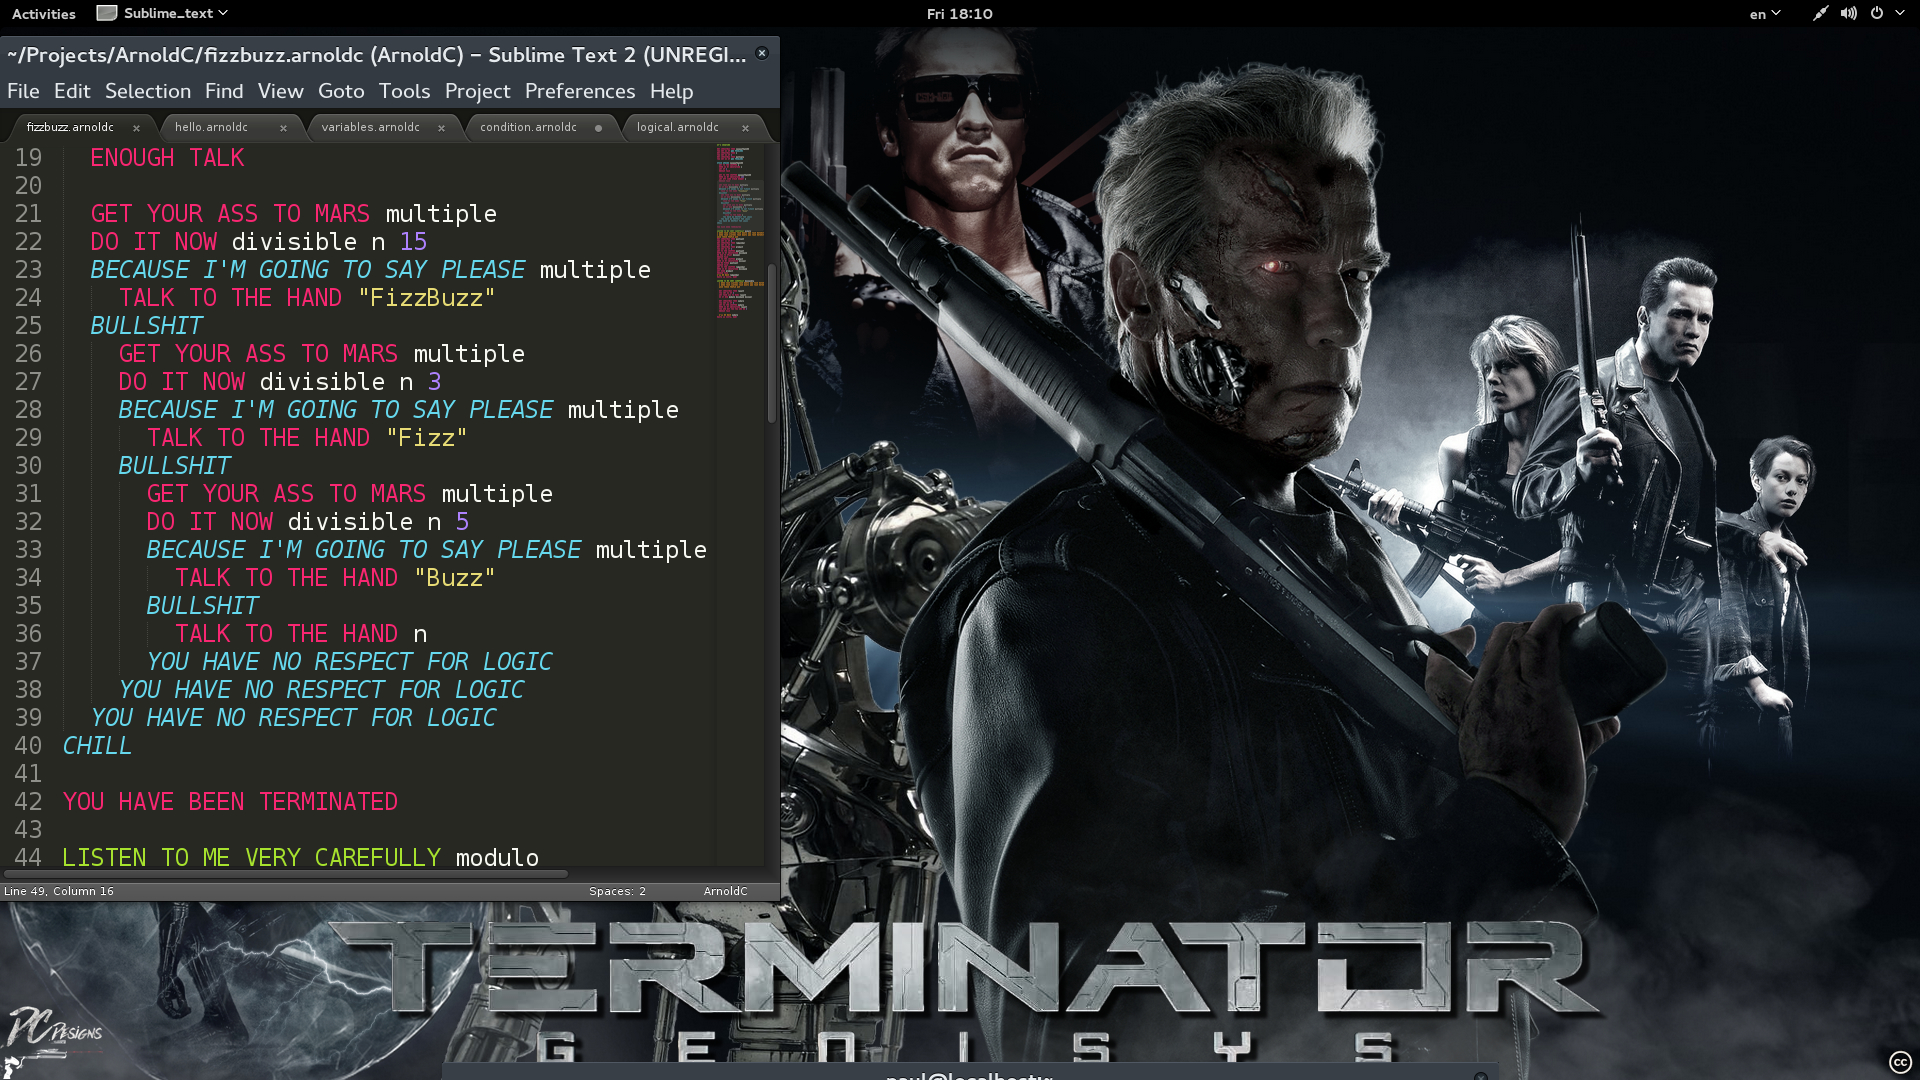 Activities Sublime_text Fri 18:10 en
~/Projects/ArnoldC/fizzbuzz.arnoldc (ArnoldC) – Sublime Text 2 (UNREGI...
File Edit Selection Find View Goto Tools Project Preferences Help
fizzbuzz.arnoldc hello.arnoldc variables.arnoldc condition.arnoldc logical.arnoldc
19 ENOUGH TALK
20
21 GET YOUR ASS TO MARS multiple
22 DO IT NOW divisible n 15
23 BECAUSE I'M GOING TO SAY PLEASE multiple
24 TALK TO THE HAND "FizzBuzz"
25 BULLSHIT
26 GET YOUR ASS TO MARS multiple
27 DO IT NOW divisible n 3
28 BECAUSE I'M GOING TO SAY PLEASE multiple
29 TALK TO THE HAND "Fizz"
30 BULLSHIT
31 GET YOUR ASS TO MARS multiple
32 DO IT NOW divisible n 5
33 BECAUSE I'M GOING TO SAY PLEASE multiple
34 TALK TO THE HAND "Buzz"
35 BULLSHIT
36 TALK TO THE HAND n
37 YOU HAVE NO RESPECT FOR LOGIC
38 YOU HAVE NO RESPECT FOR LOGIC
39 YOU HAVE NO RESPECT FOR LOGIC
40 CHILL
41
42 YOU HAVE BEEN TERMINATED
43
44 LISTEN TO ME VERY CAREFULLY modulo
Line 49, Column 16 Spaces: 2 ArnoldC
TERMINATOR
GENISYS
DC DESIGNS
cc